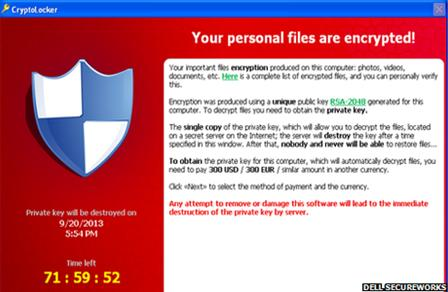 CryptoLocker
Your personal files are encrypted!
Your important files encryption produced on this computer: photos, videos,
documents, etc. Here is a complete list of encrypted files, and you can personally verify
this.
Encryption was produced using a unique public key RSA-2048 generated for this
computer. To decrypt files you need to obtain the private key.
The single copy of the private key, which will allow you to decrypt the files, located
on a secret server on the Internet; the server will destroy the key after a time
specified in this window. After that, nobody and never will be able to restore files...
To obtain the private key for this computer, which will automatically decrypt files, you
need to pay 300 USD / 300 EUR / similar amount in another currency.
Click «Next» to select the method of payment and the currency.
Any attempt to remove or damage this software will lead to the immediate
destruction of the private key by server.
Private key will be destroyed on
9/20/2013
5:54 PM
Time left
71 : 59 : 52
DELL SECUREWORKS